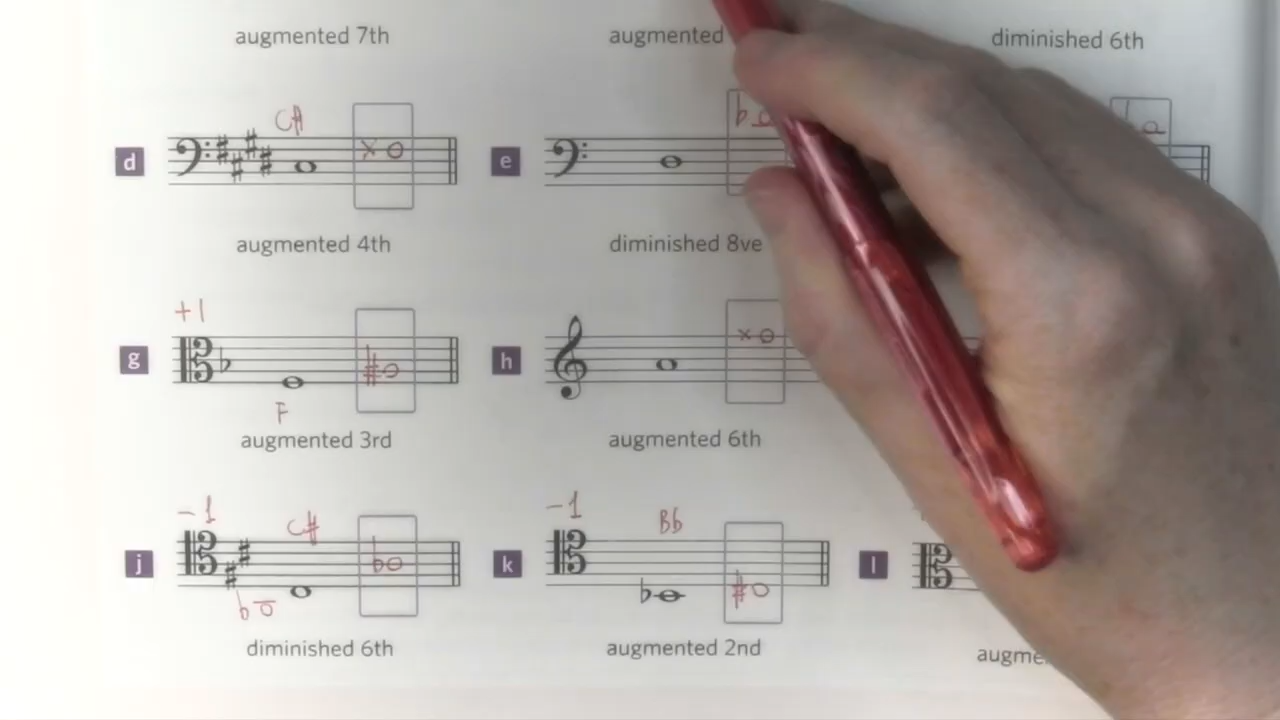 augmented 7th
augmented
diminished 6th
C#
d
e
augmented 4th
diminished 8ve
+1
g
h
F
augmented 3rd
augmented 6th
-1
C#
-1
Bb
j
k
l
diminished 6th
augmented 2nd
augme